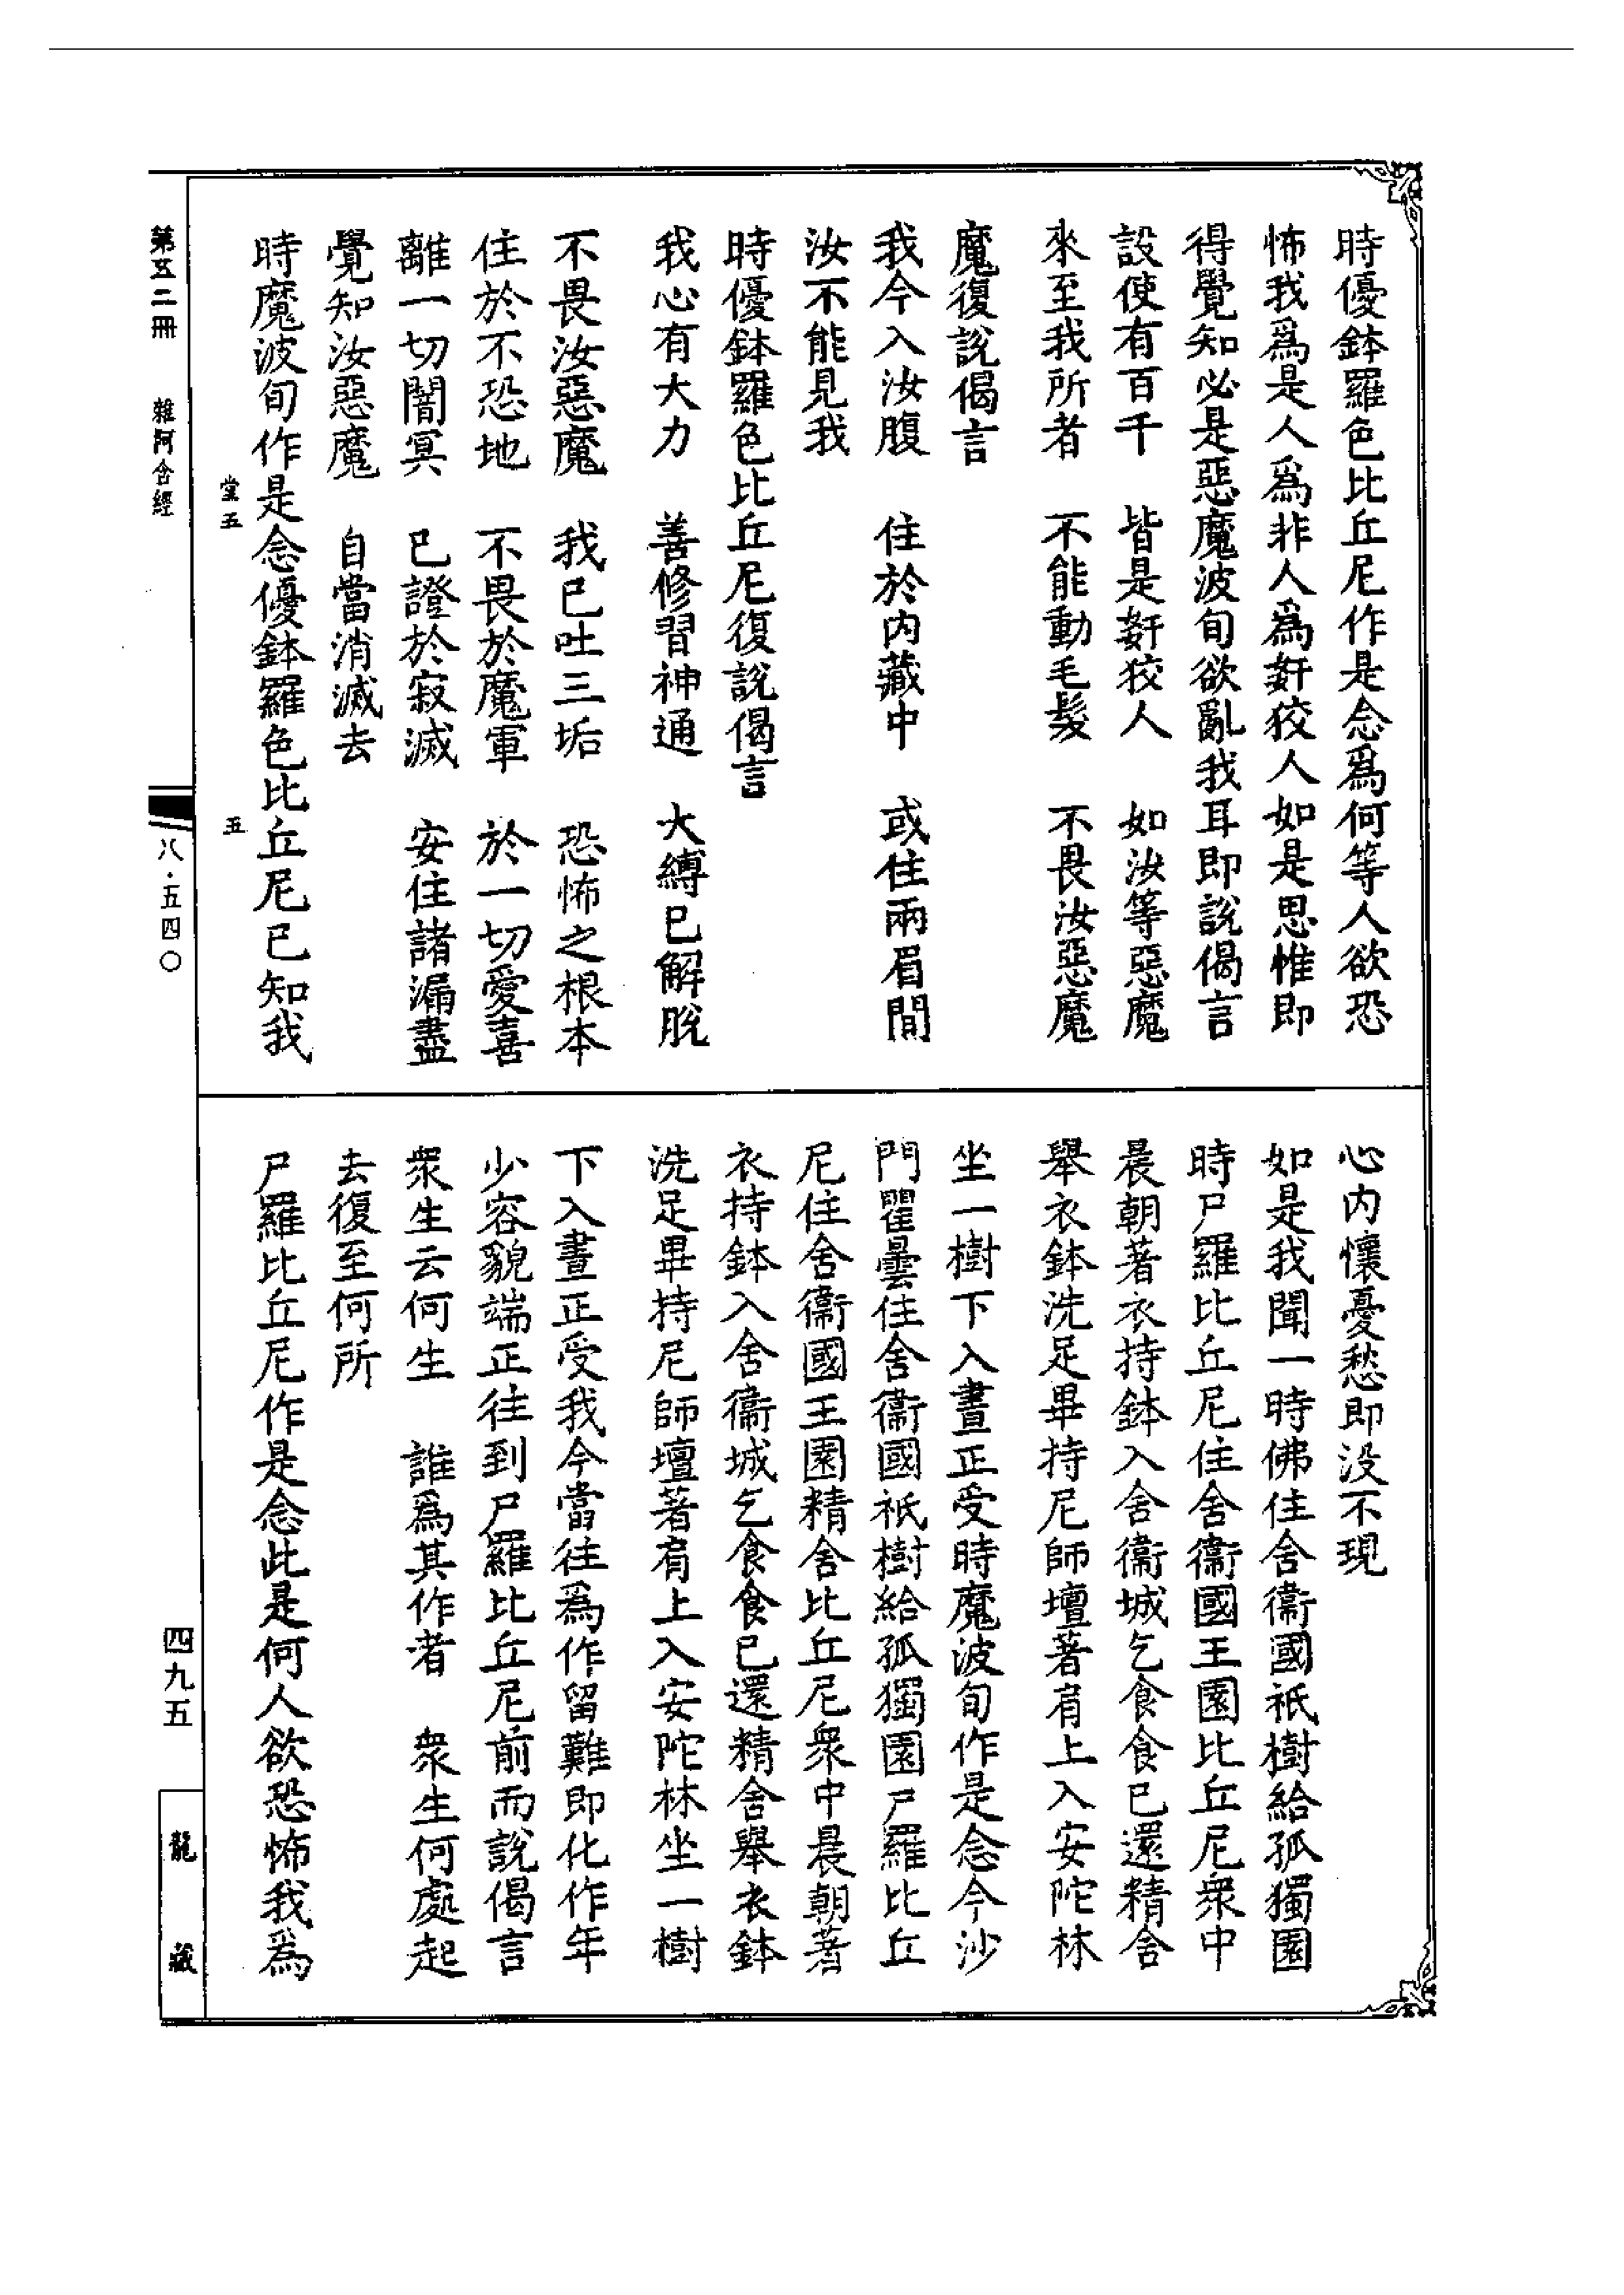 時優鉢羅色比丘尼作是念爲何等人欲恐
怖我爲是人爲非人爲姧狡人如是思惟即
得覺知必是惡魔波旬欲亂我耳即説偈言
設使有百千　皆是姧狡人　如汝等惡魔
來至我所者　不能動毛髮　不畏汝惡魔
魔復説偈言
我今入汝腹　住於内藏中　或住兩眉間
汝不能見我
時優鉢羅色比丘尼復説偈言
我心有大力　善修習神通　大縛已解脱
不畏汝惡魔　我已吐三垢　恐怖之根本
住於不恐地　不畏於魔軍　於一切愛喜
離一切闇冥　已證於寂滅　安住諸漏盡
覺知汝惡魔　自當消滅去
時魔波旬作是念優鉢羅色比丘尼已知我
心内懷憂愁即没不現
如是我聞一時佛住舍衞國祇樹給孤獨園
時尸羅比丘尼住舍衞國王園比丘尼衆中
晨朝著衣持鉢入舍衞城乞食食已還精舍
舉衣鉢洗足畢持尼師壇著肩上入安陀林
坐一樹下入晝正受時魔波旬作是念今沙
門瞿曇住舍衞國祇樹給孤獨園尸羅比丘
尼住舍衞國王園精舍比丘尼衆中晨朝著
衣持鉢入舍衞城乞食食已還精舍舉衣鉢
洗足畢持尼師壇著肩上入安陀林坐一樹
下入晝正受我今當往爲作留難即化作年
少容貌端正往到尸羅比丘尼前而説偈言
衆生云何生　誰爲其作者　衆生何處起
去復至何所
尸羅比丘尼作是念此是何人欲恐怖我爲
堂五　五
第五二冊　雜阿含經
八·五四〇
四九五
龍藏